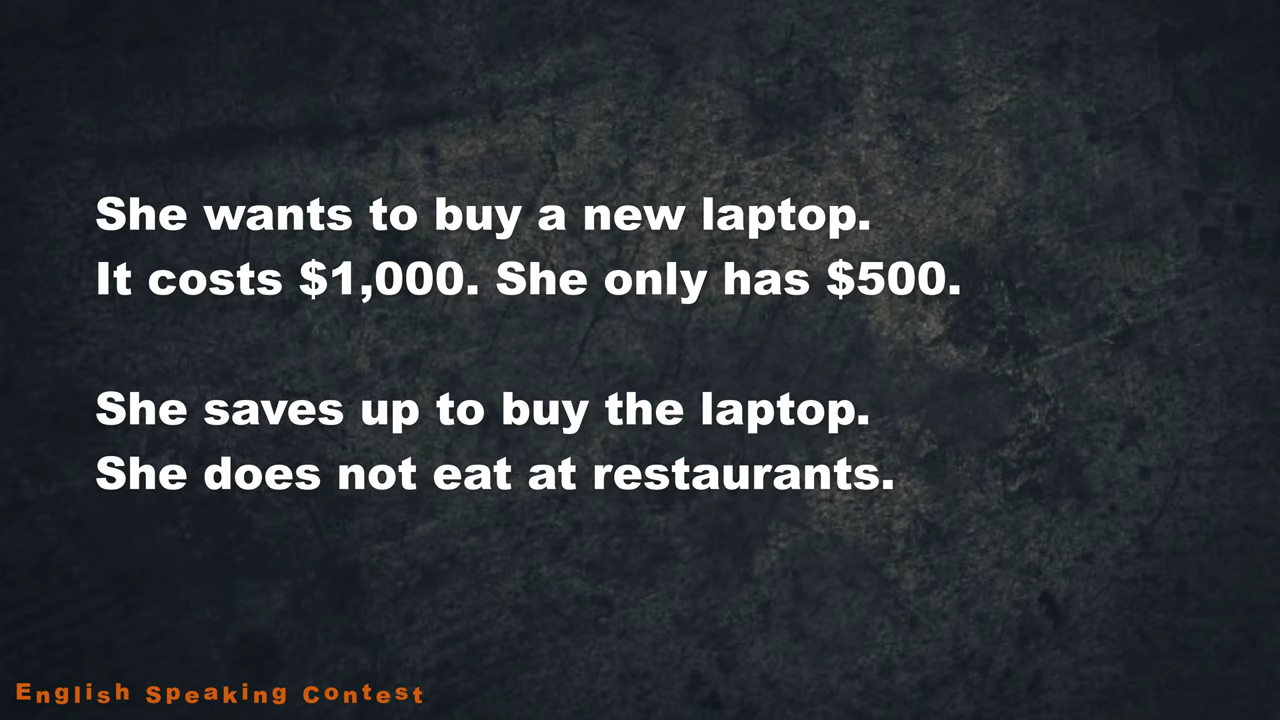 She wants to buy a new laptop.
It costs $1,000. She only has $500.
She saves up to buy the laptop.
She does not eat at restaurants.
English Speaking Contest